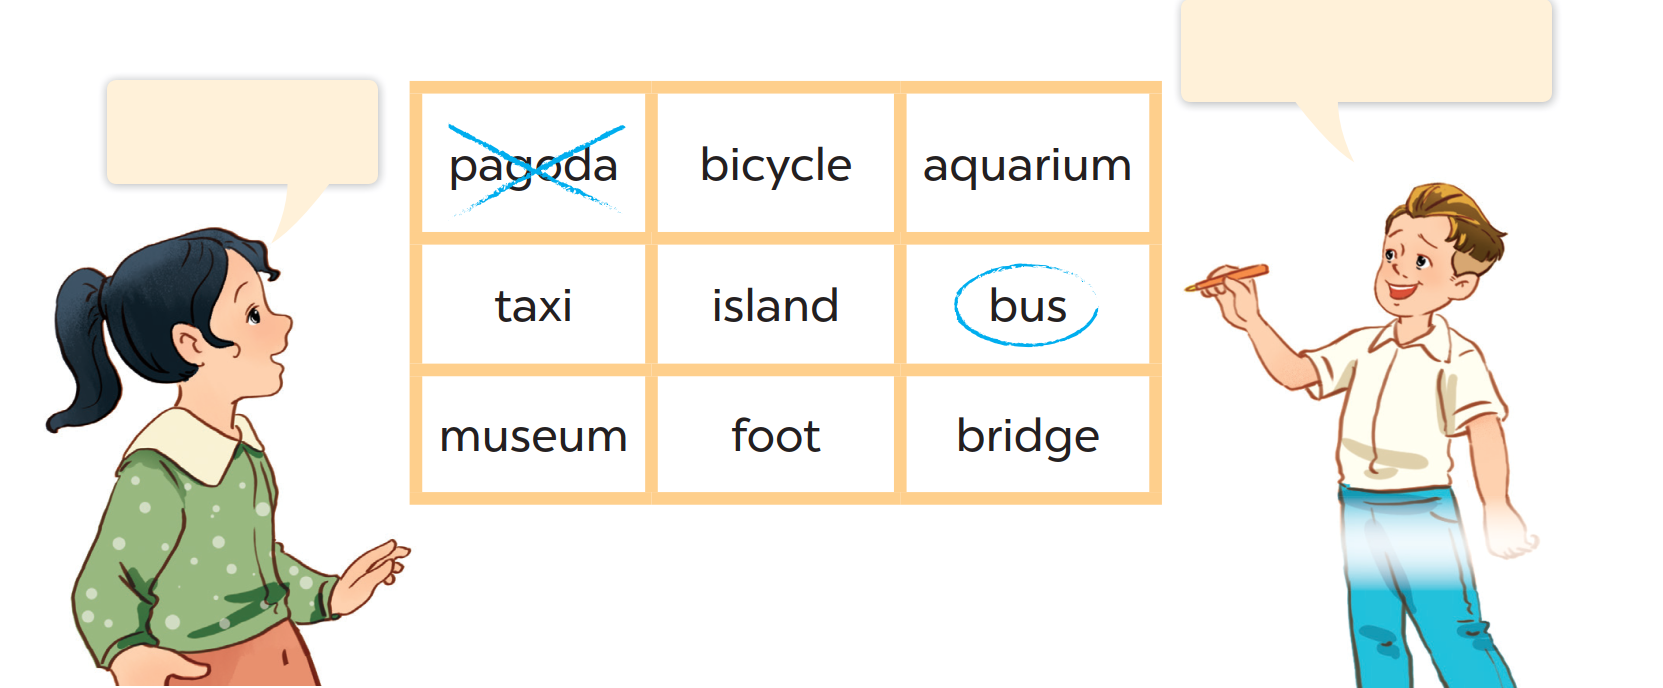 pagoda bicycle aquarium
taxi island bus
museum foot bridge